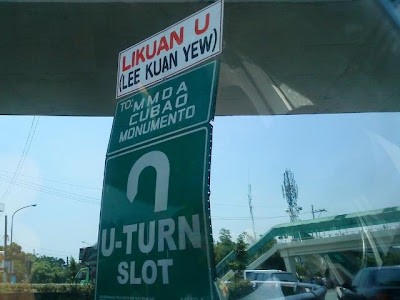 LIKUAN U
(LEE KUAN YEW)
TO: MMDA
CUBAO
MONUMENTO
U-TURN
SLOT